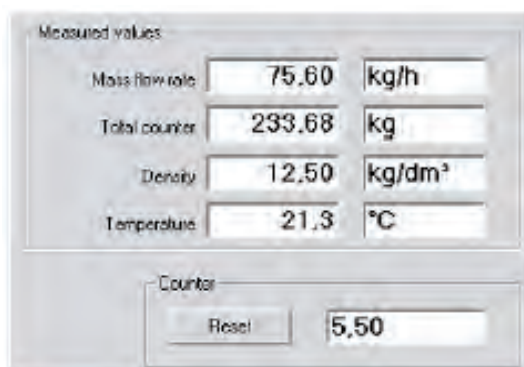 Measured values
Mass flow rate 75.60 kg/h
Total counter 233.68 kg
Density 12.50 kg/dm³
Temperature 21.3 °C
Counter
Reset 5.50